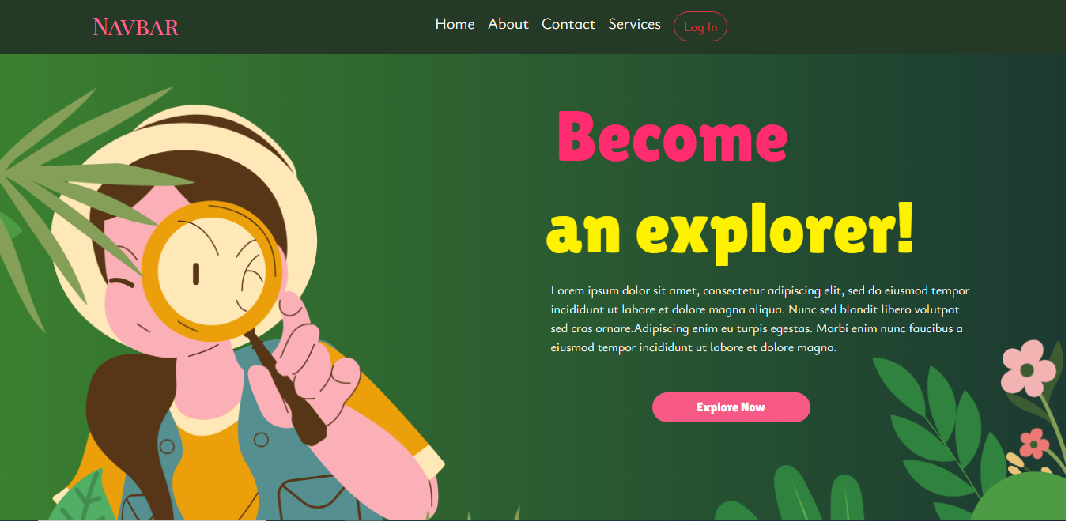 NAVBAR
Home About Contact Services Log In
Become
an explorer!
Lorem ipsum dolor sit amet, consectetur adipiscing elit, sed do eiusmod tempor
incididunt ut labore et dolore magna aliqua. Nunc sed blandit libero volutpat
sed cras ornare.Adipiscing enim eu turpis egestas. Morbi enim nunc faucibus a
eiusmod tempor incididunt ut labore et dolore magna.
Explore Now